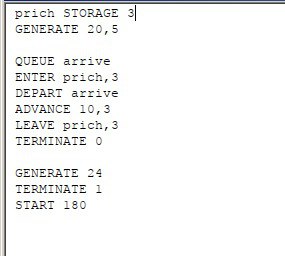 prich STORAGE 3
GENERATE 20,5
QUEUE arrive
ENTER prich,3
DEPART arrive
ADVANCE 10,3
LEAVE prich,3
TERMINATE 0
GENERATE 24
TERMINATE 1
START 180